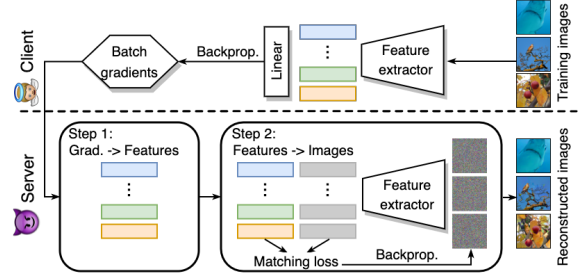 Client
Batch
gradients
Backprop.
Linear
Feature
extractor
Training images
Server
Step 1:
Grad. -> Features
Step 2:
Features -> Images
Feature
extractor
Matching loss
Backprop.
Reconstructed images